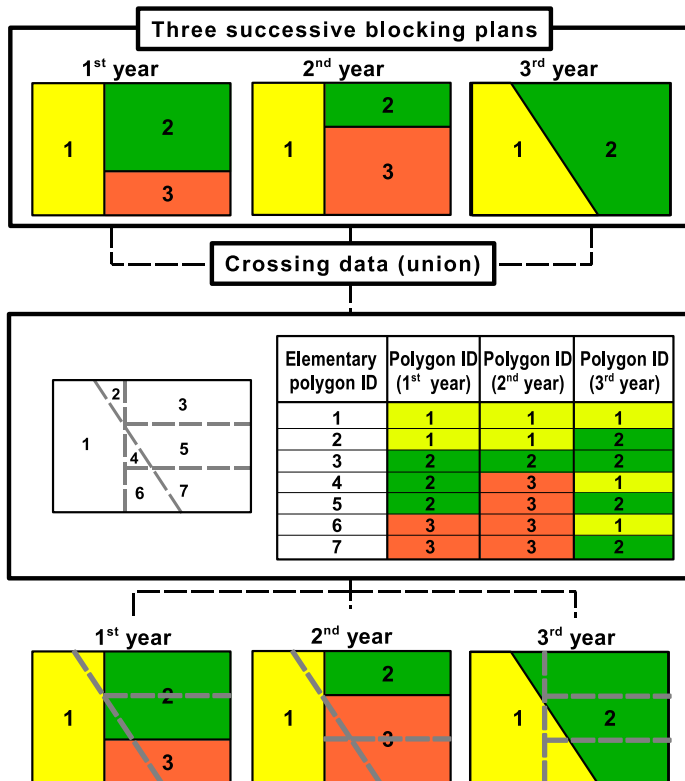 Three successive blocking plans
1st year 2nd year 3rd year
1 2 3 1 2 3 1 2
Crossing data (union)
Elementary polygon ID Polygon ID (1st year) Polygon ID (2nd year) Polygon ID (3rd year)
1 1 1 1
2 1 1 2
3 2 2 2
4 2 3 1
5 2 3 2
6 3 3 1
7 3 3 2
1 2 3 4 5 6 7
1st year 2nd year 3rd year
1 2 3 1 2 3 1 2